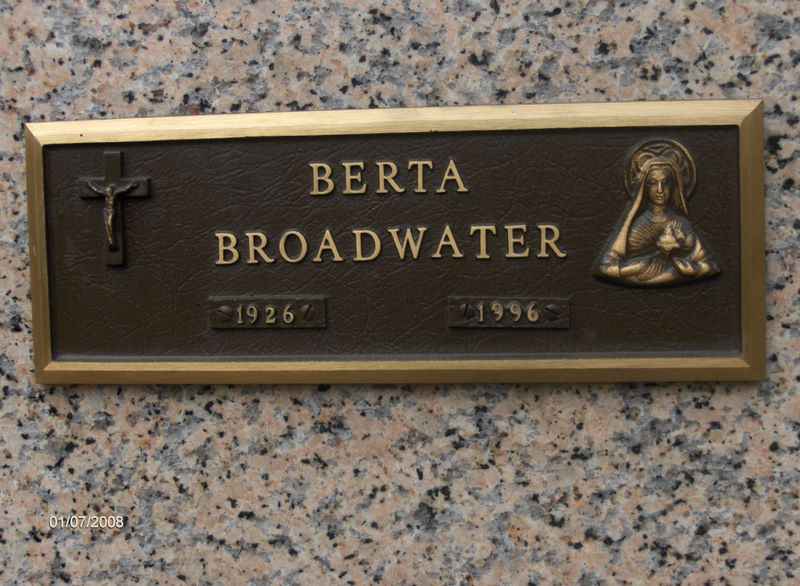 BERTA
BROADWATER
1926 1996
01/07/2008